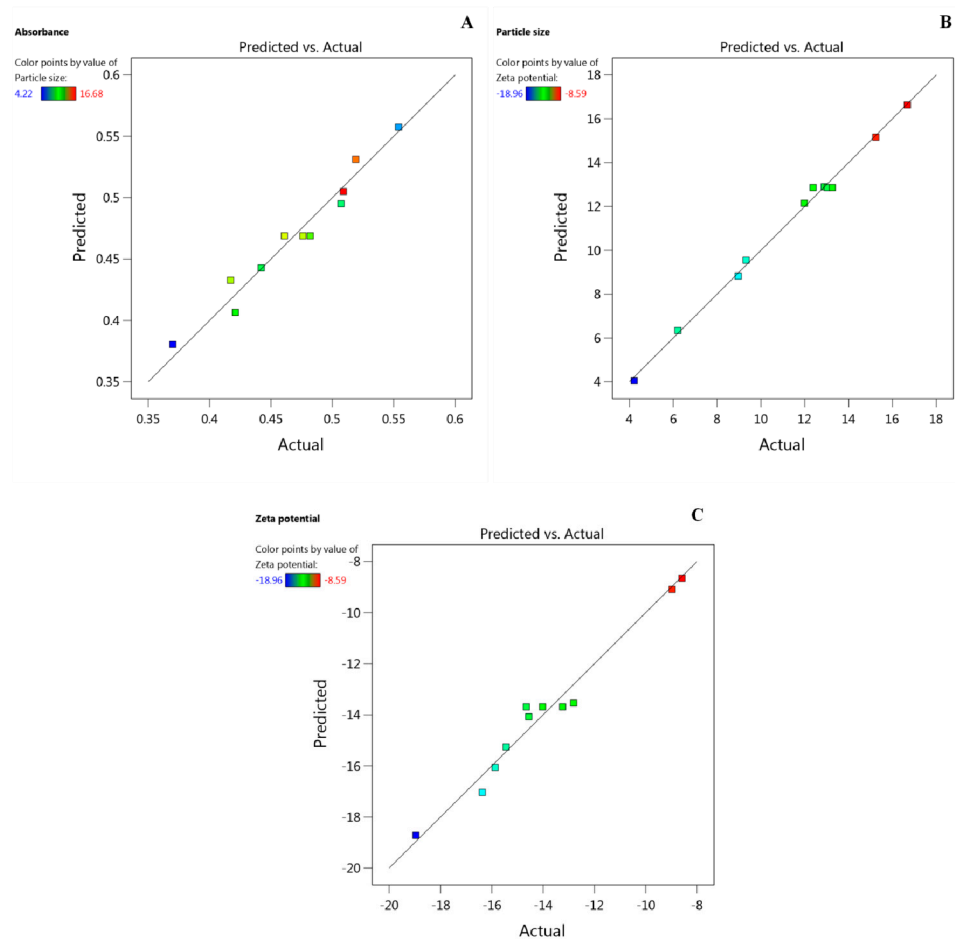 A
Absorbance
Predicted vs. Actual
Color points by value of
Particle size:
4.22 16.68
0.6
0.55
0.5
0.45
0.4
0.35
Predicted
0.35 0.4 0.45 0.5 0.55 0.6
Actual
B
Particle size
Predicted vs. Actual
Color points by value of
Zeta potential:
-18.96 -8.59
18
16
14
12
10
8
6
4
Predicted
4 6 8 10 12 14 16 18
Actual
C
Zeta potential
Predicted vs. Actual
Color points by value of
Zeta potential:
-18.96 -8.59
-8
-10
-12
-14
-16
-18
-20
Predicted
-20 -18 -16 -14 -12 -10 -8
Actual